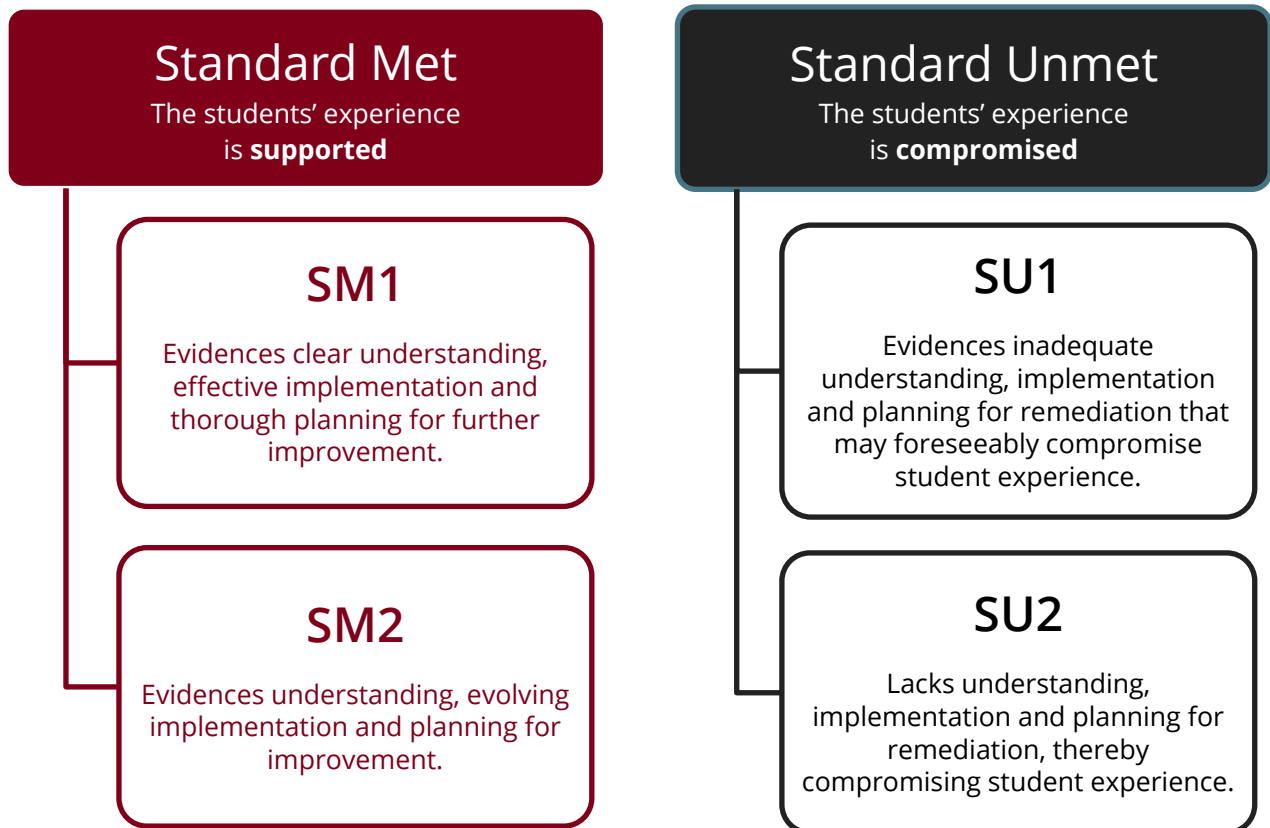 Standard Met
The students’ experience
is supported
SM1
Evidences clear understanding,
effective implementation and
thorough planning for further
improvement.
SM2
Evidences understanding, evolving
implementation and planning for
improvement.
Standard Unmet
The students’ experience
is compromised
SU1
Evidences inadequate
understanding, implementation
and planning for remediation that
may foreseeably compromise
student experience.
SU2
Lacks understanding,
implementation and planning for
remediation, thereby
compromising student experience.